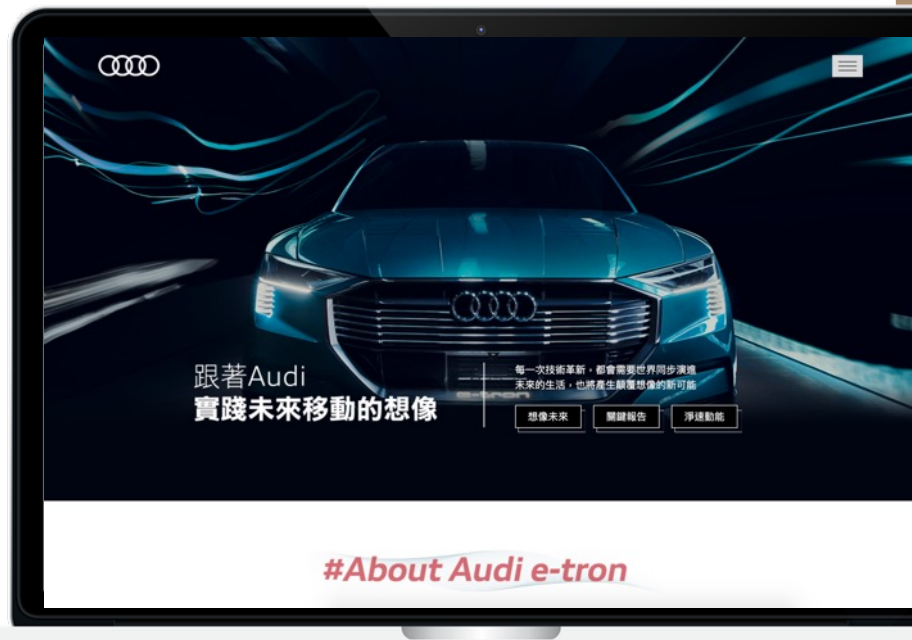 跟著Audi
實踐未來移動的想像
每一次技術革新，都會需要世界同步演進
未來的生活，也將產生顛覆想像的新可能
想像未來
關鍵報告
淨速動能
e-tron
#About Audi e-tron